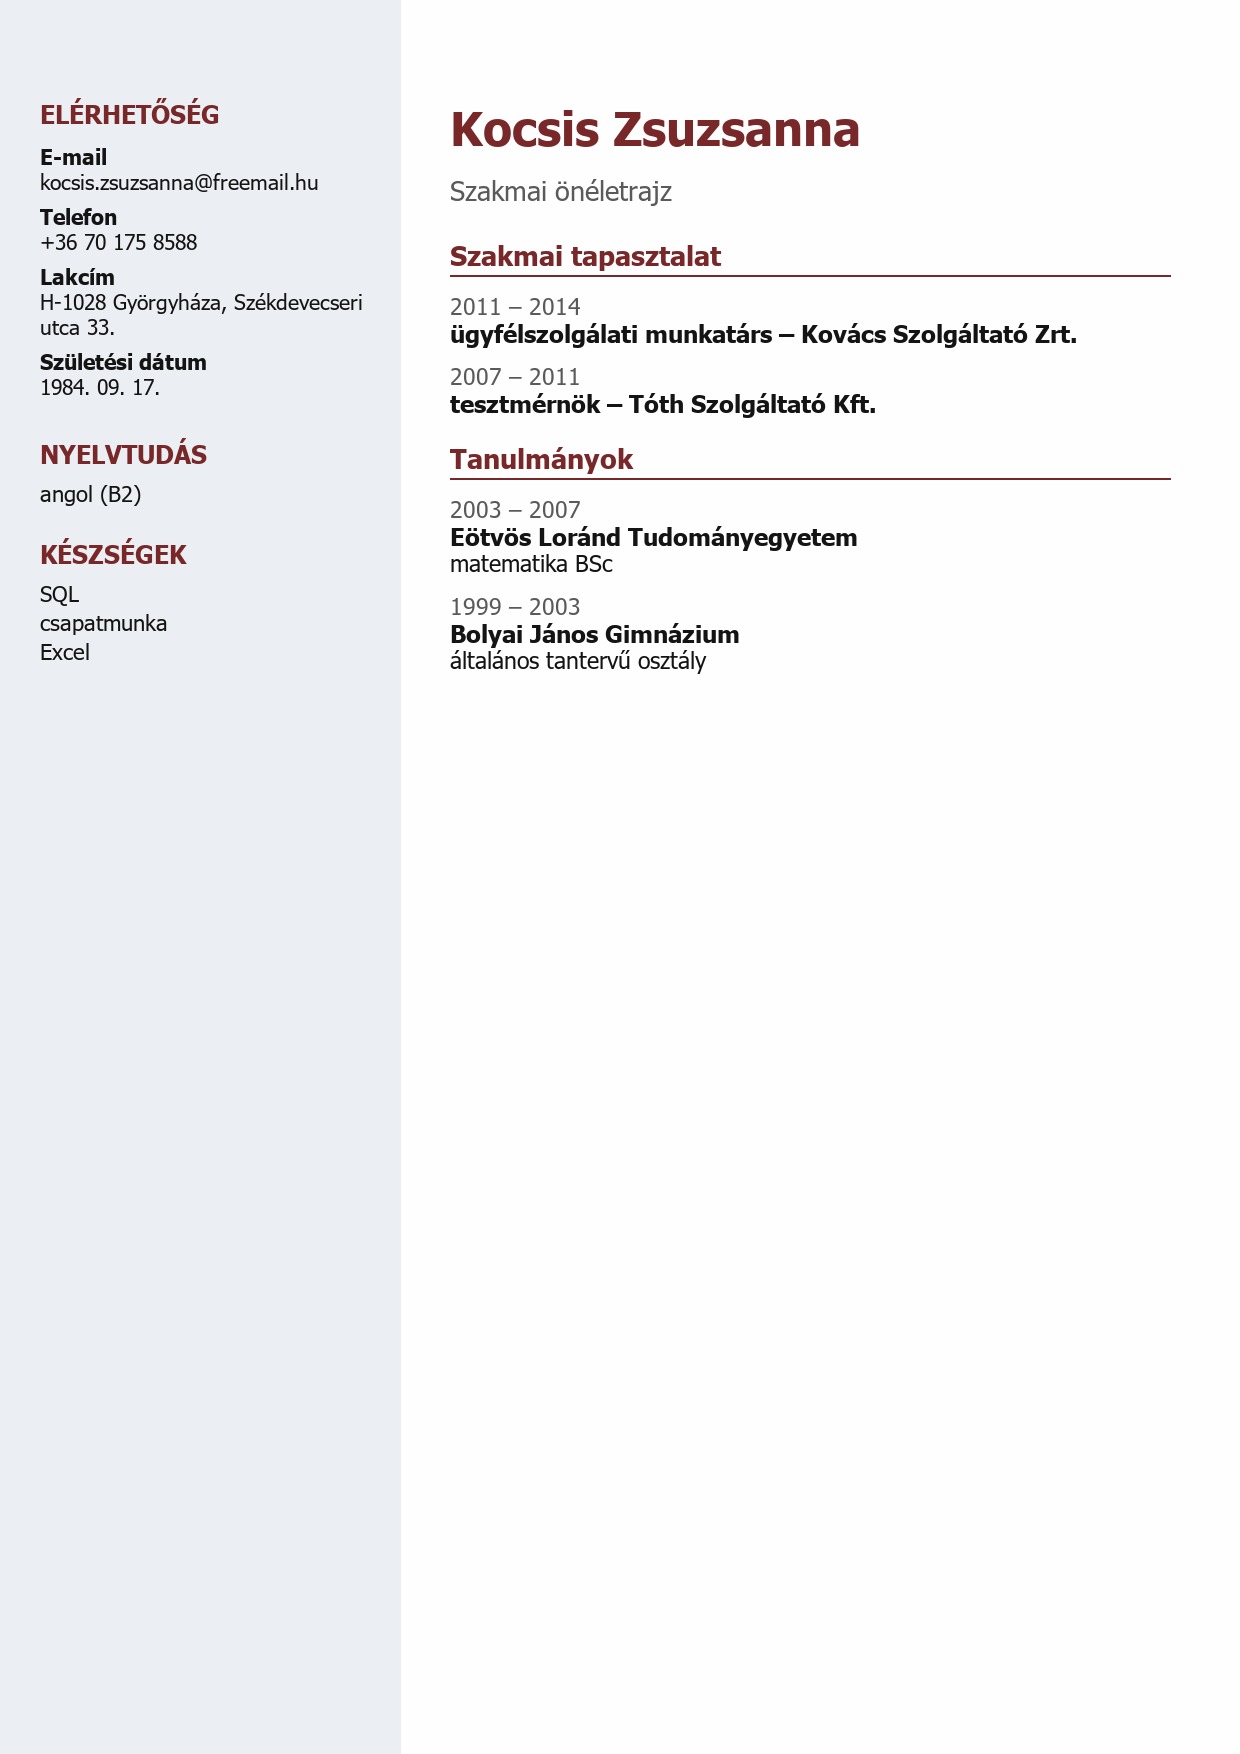 ELÉRHETŐSÉG
E-mail
kocsis.zsuzsanna@freemail.hu
Telefon
+36 70 175 8588
Lakcím
H-1028 Györgyháza, Székdevecseri
utca 33.
Születési dátum
1984. 09. 17.
NYELVTUDÁS
angol (B2)
KÉSZSÉGEK
SQL
csapatmunka
Excel
Kocsis Zsuzsanna
Szakmai önéletrajz
Szakmai tapasztalat
2011 – 2014
ügyfélszolgálati munkatárs – Kovács Szolgáltató Zrt.
2007 – 2011
tesztmérnök – Tóth Szolgáltató Kft.
Tanulmányok
2003 – 2007
Eötvös Loránd Tudományegyetem
matematika BSc
1999 – 2003
Bolyai János Gimnázium
általános tantervű osztály